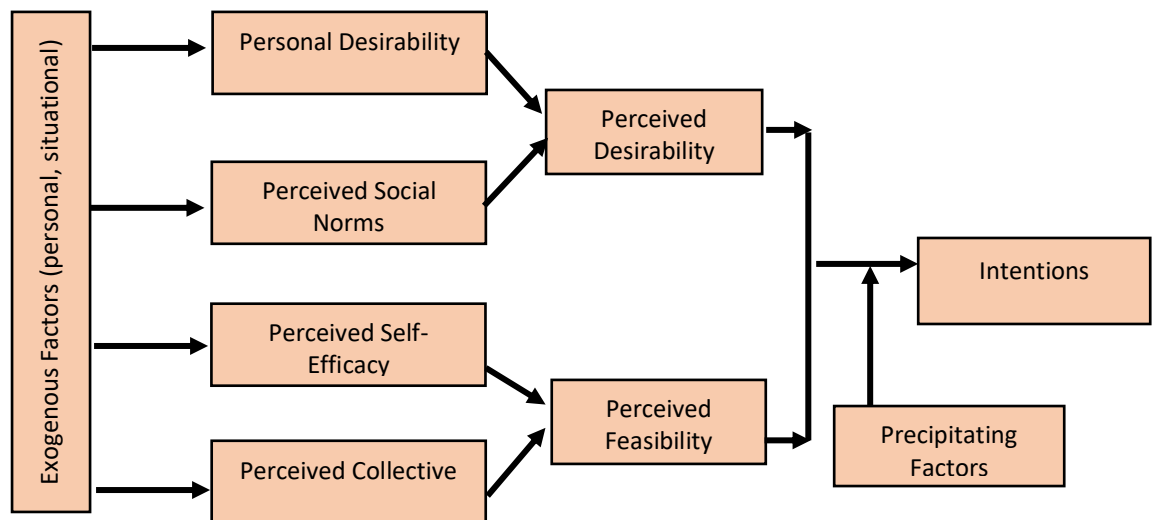 Exogenous Factors (personal, situational)
Personal Desirability
Perceived Social
Norms
Perceived Self-
Efficacy
Perceived Collective
Perceived
Desirability
Perceived
Feasibility
Intentions
Precipitating
Factors